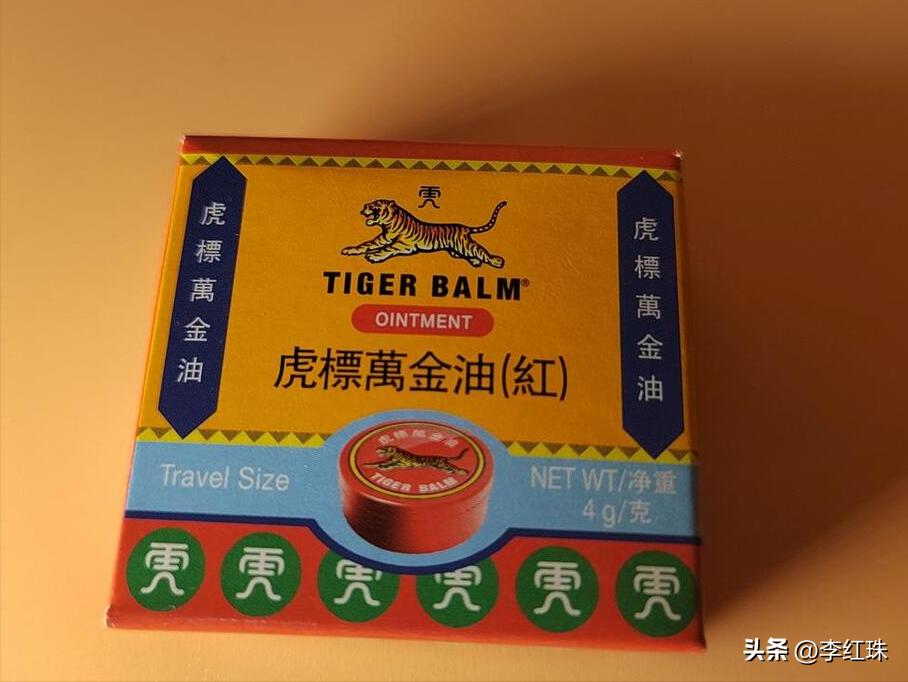 虎標萬金油
TIGER BALM®
OINTMENT
虎標萬金油(紅)
虎標萬金油
虎標萬金油
TIGER BALM
Travel Size
NET WT/净重
4 g/克
头条 @李红珠